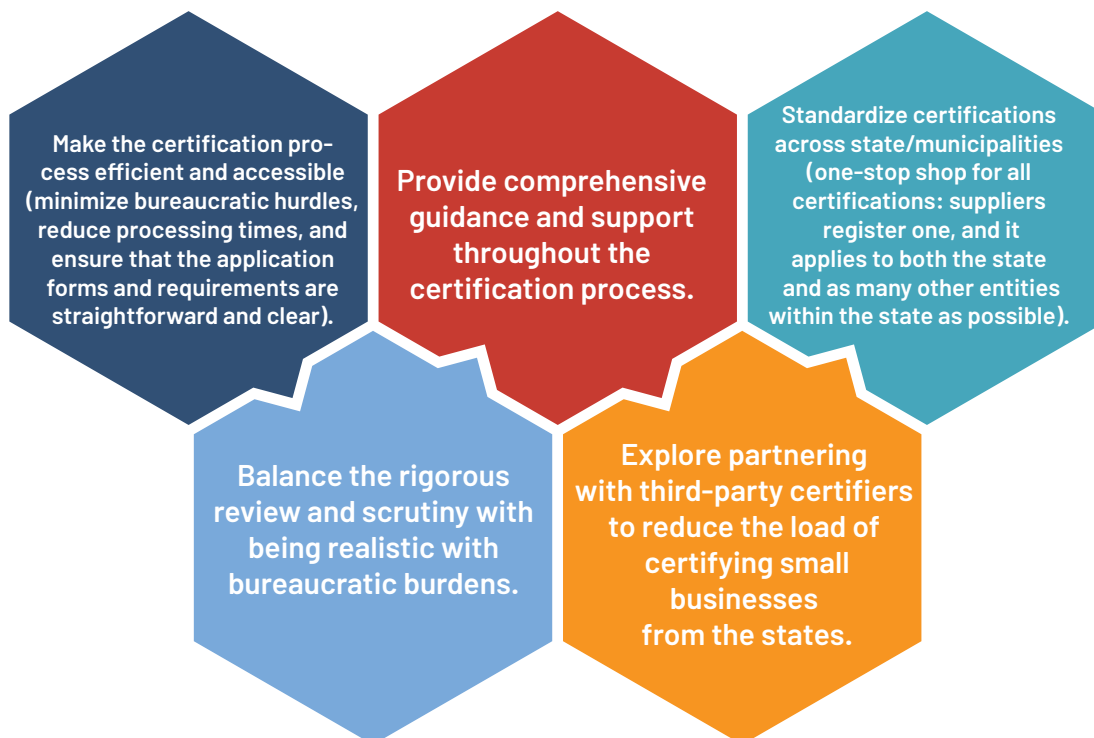 Make the certification pro-
cess efficient and accessible
(minimize bureaucratic hurdles,
reduce processing times, and
ensure that the application
forms and requirements are
straightforward and clear).
Provide comprehensive
guidance and support
throughout the
certification process.
Standardize certifications
across state/municipalities
(one-stop shop for all
certifications: suppliers
register one, and it
applies to both the state
and as many other entities
within the state as possible).
Balance the rigorous
review and scrutiny with
being realistic with
bureaucratic burdens.
Explore partnering
with third-party certifiers
to reduce the load of
certifying small
businesses
from the states.